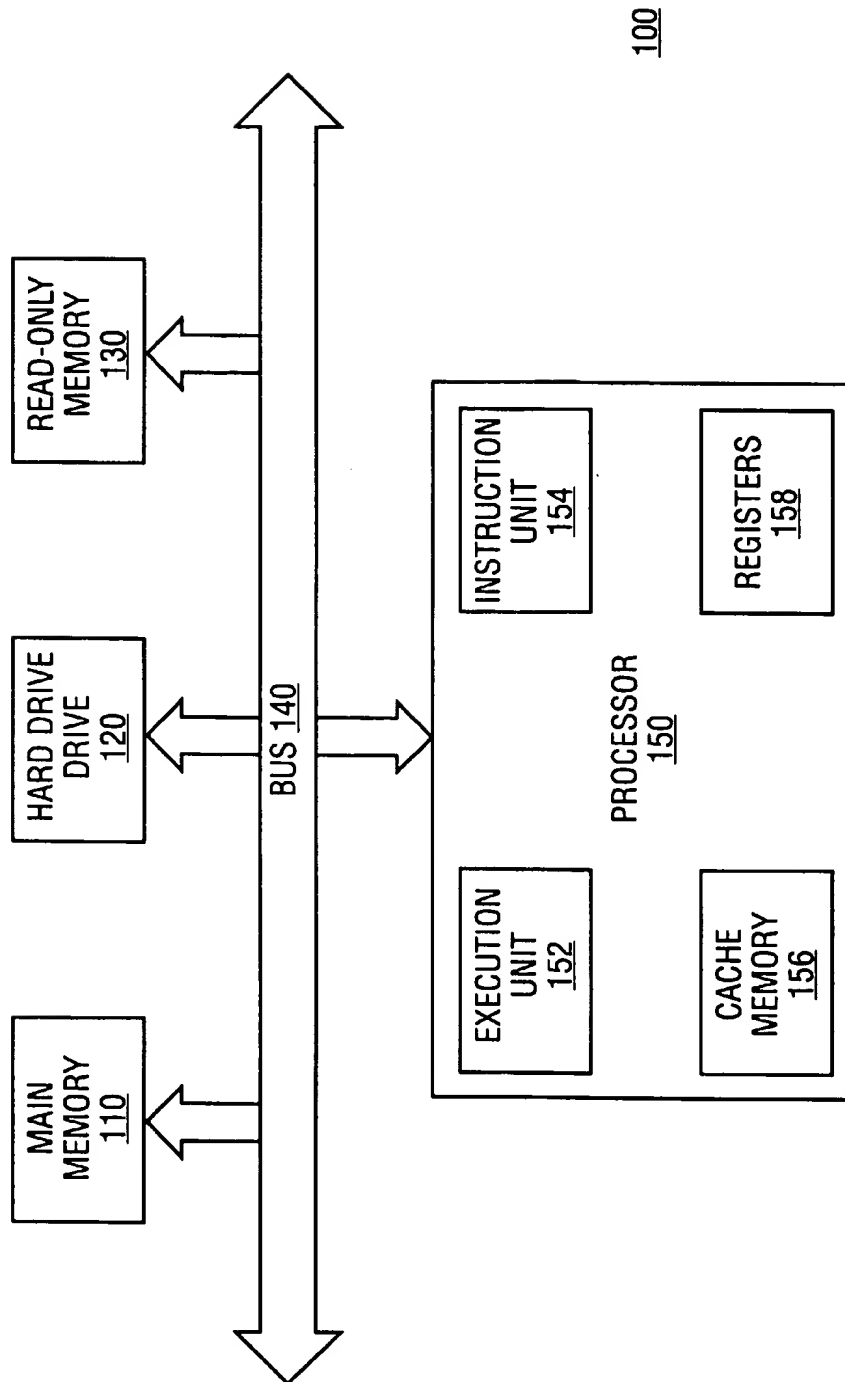 MAIN
MEMORY
110
HARD DRIVE
DRIVE
120
READ-ONLY
MEMORY
130
BUS 140
EXECUTION
UNIT
152
INSTRUCTION
UNIT
154
PROCESSOR
150
CACHE
MEMORY
156
REGISTERS
158
100